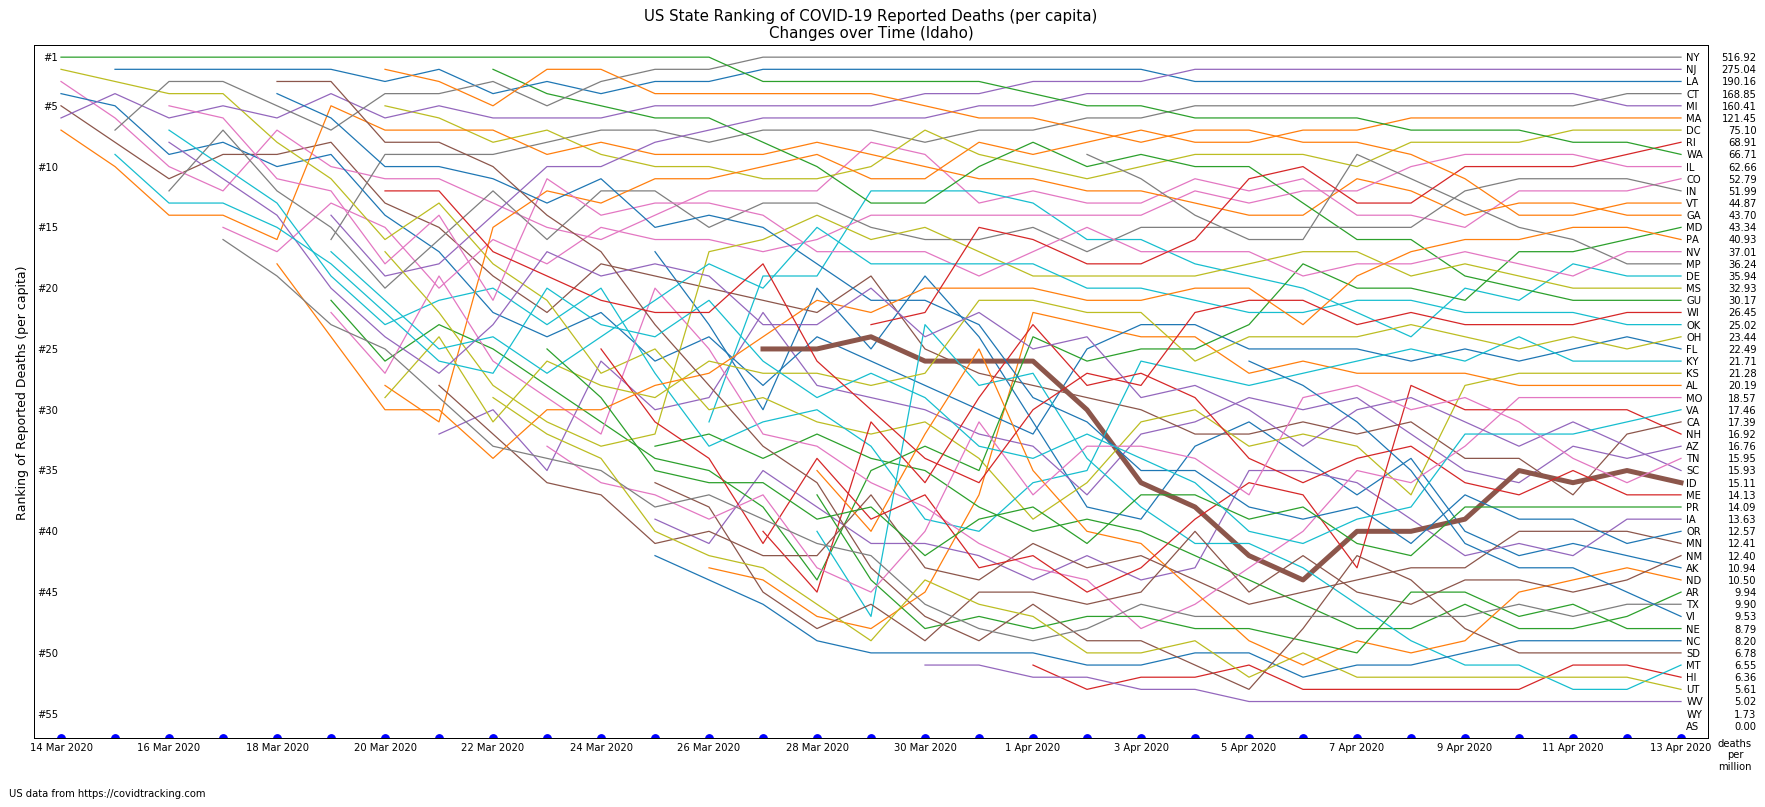 US State Ranking of COVID-19 Reported Deaths (per capita)
Changes over Time (Idaho)
Ranking of Reported Deaths (per capita)
#1
#5
#10
#15
#20
#25
#30
#35
#40
#45
#50
#55
NY 516.92
NJ 275.04
LA 190.16
CT 168.85
MI 160.41
MA 121.45
DC 75.10
RI 68.91
WA 66.71
IL 62.66
CO 52.79
IN 51.99
VT 44.87
GA 43.70
MD 43.34
PA 40.93
NV 37.01
MP 36.24
DE 35.94
MS 32.93
GU 30.17
WI 26.45
OK 25.02
OH 23.44
FL 22.49
KY 21.71
KS 21.28
AL 20.19
MO 18.57
VA 17.46
CA 17.39
NH 16.92
AZ 16.76
TN 15.95
SC 15.93
ID 15.11
ME 14.13
PR 14.09
IA 13.63
OR 12.57
MN 12.41
NM 12.40
AK 10.94
ND 10.50
AR 9.94
TX 9.90
VI 9.53
NE 8.79
NC 8.20
SD 6.78
MT 6.55
HI 6.36
UT 5.61
WV 5.02
WY 1.73
AS 0.00
14 Mar 2020 16 Mar 2020 18 Mar 2020 20 Mar 2020 22 Mar 2020 24 Mar 2020 26 Mar 2020 28 Mar 2020 30 Mar 2020 1 Apr 2020 3 Apr 2020 5 Apr 2020 7 Apr 2020 9 Apr 2020 11 Apr 2020 13 Apr 2020
deaths
per
million
US data from https://covidtracking.com